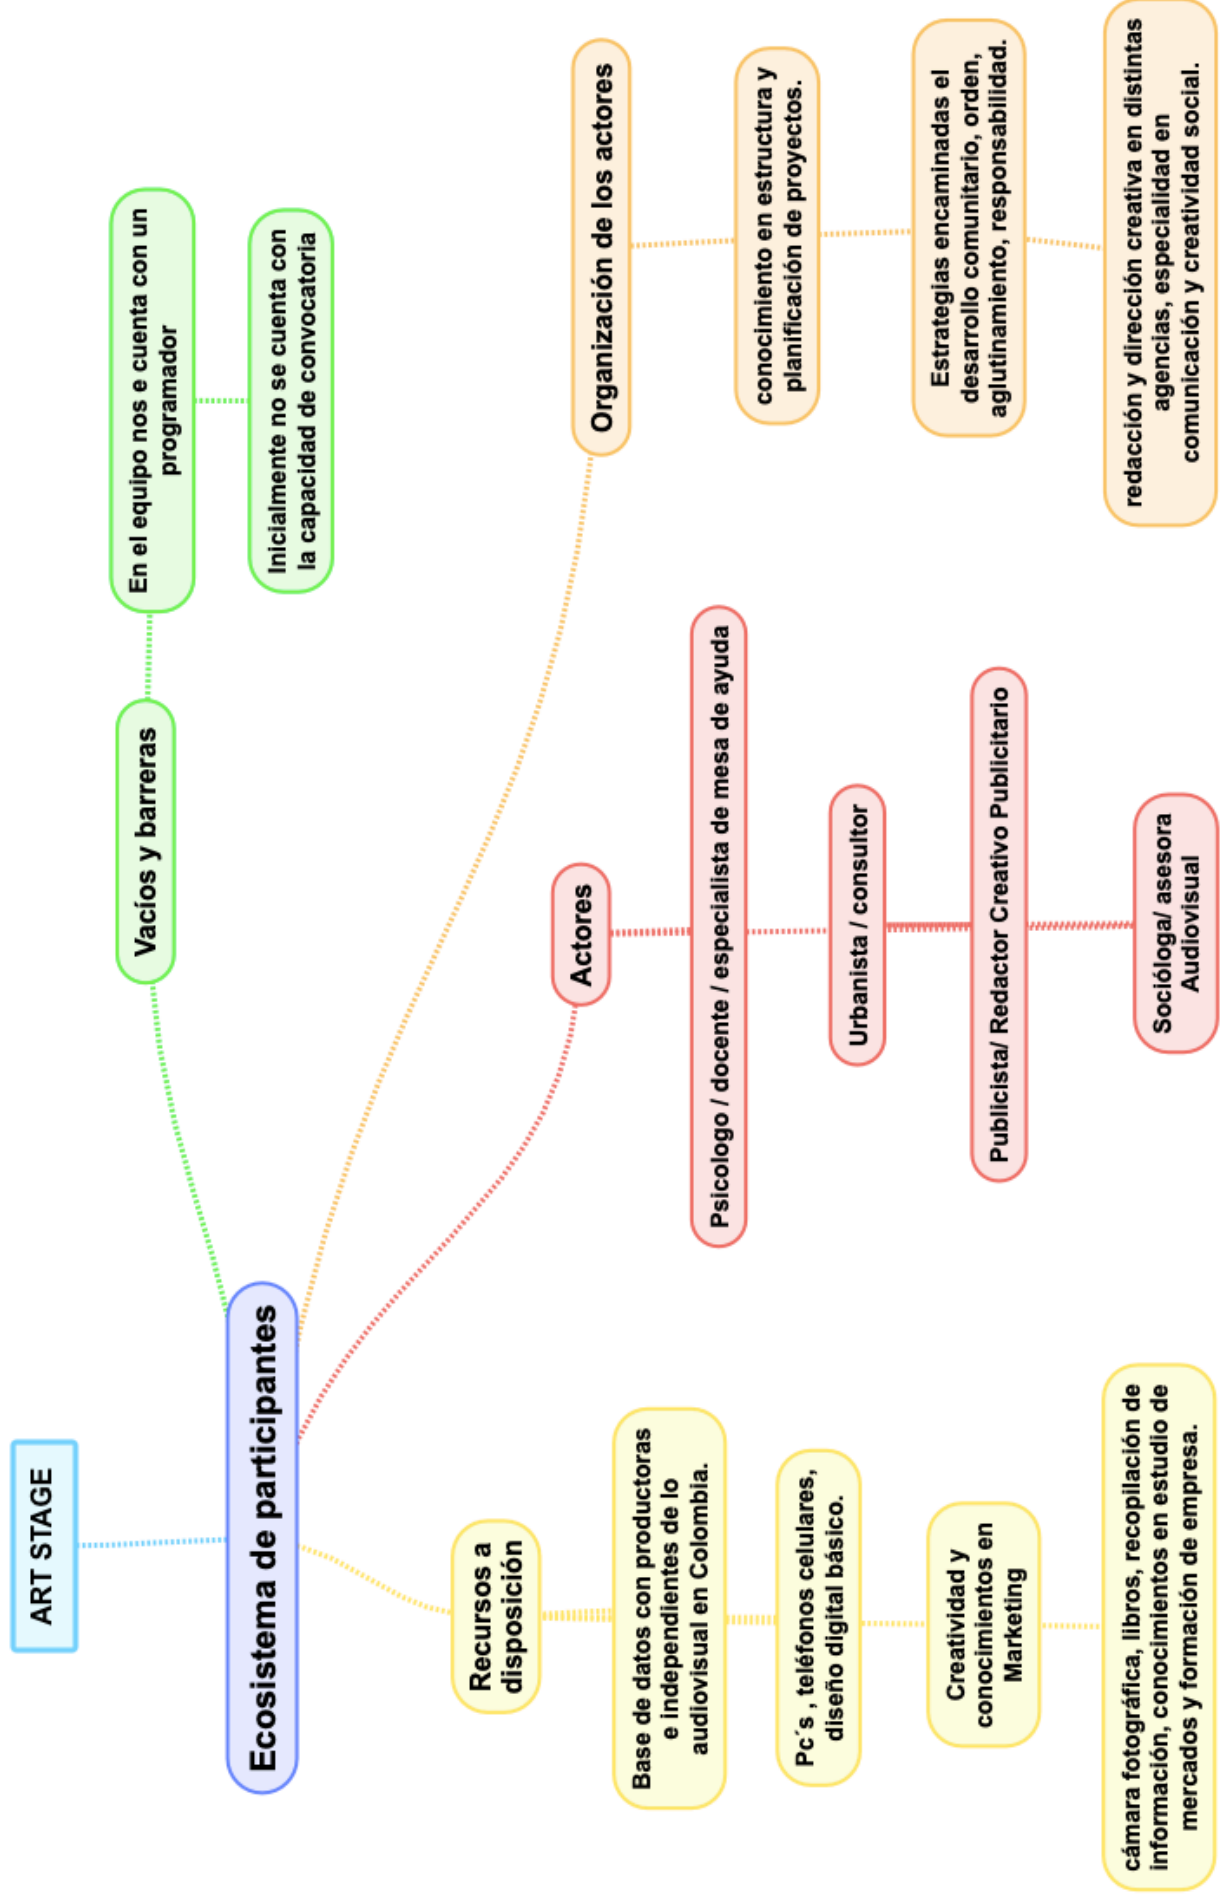 ART STAGE
Ecosistema de participantes
Vacíos y barreras
En el equipo nos e cuenta con un
programador
Inicialmente no se cuenta con
la capacidad de convocatoria
Recursos a
disposición
Base de datos con productoras
e independientes de lo
audiovisual en Colombia.
Pc´s , teléfonos celulares,
diseño digital básico.
Creatividad y
conocimientos en
Marketing
cámara fotográfica, libros, recopilación de
información, conocimientos en estudio de
mercados y formación de empresa.
Actores
Psicologo / docente / especialista de mesa de ayuda
Urbanista / consultor
Publicista/ Redactor Creativo Publicitario
Socióloga/ asesora
Audiovisual
Organización de los actores
conocimiento en estructura y
planificación de proyectos.
Estrategias encaminadas el
desarrollo comunitario, orden,
aglutinamiento, responsabilidad.
redacción y dirección creativa en distintas
agencias, especialidad en
comunicación y creatividad social.